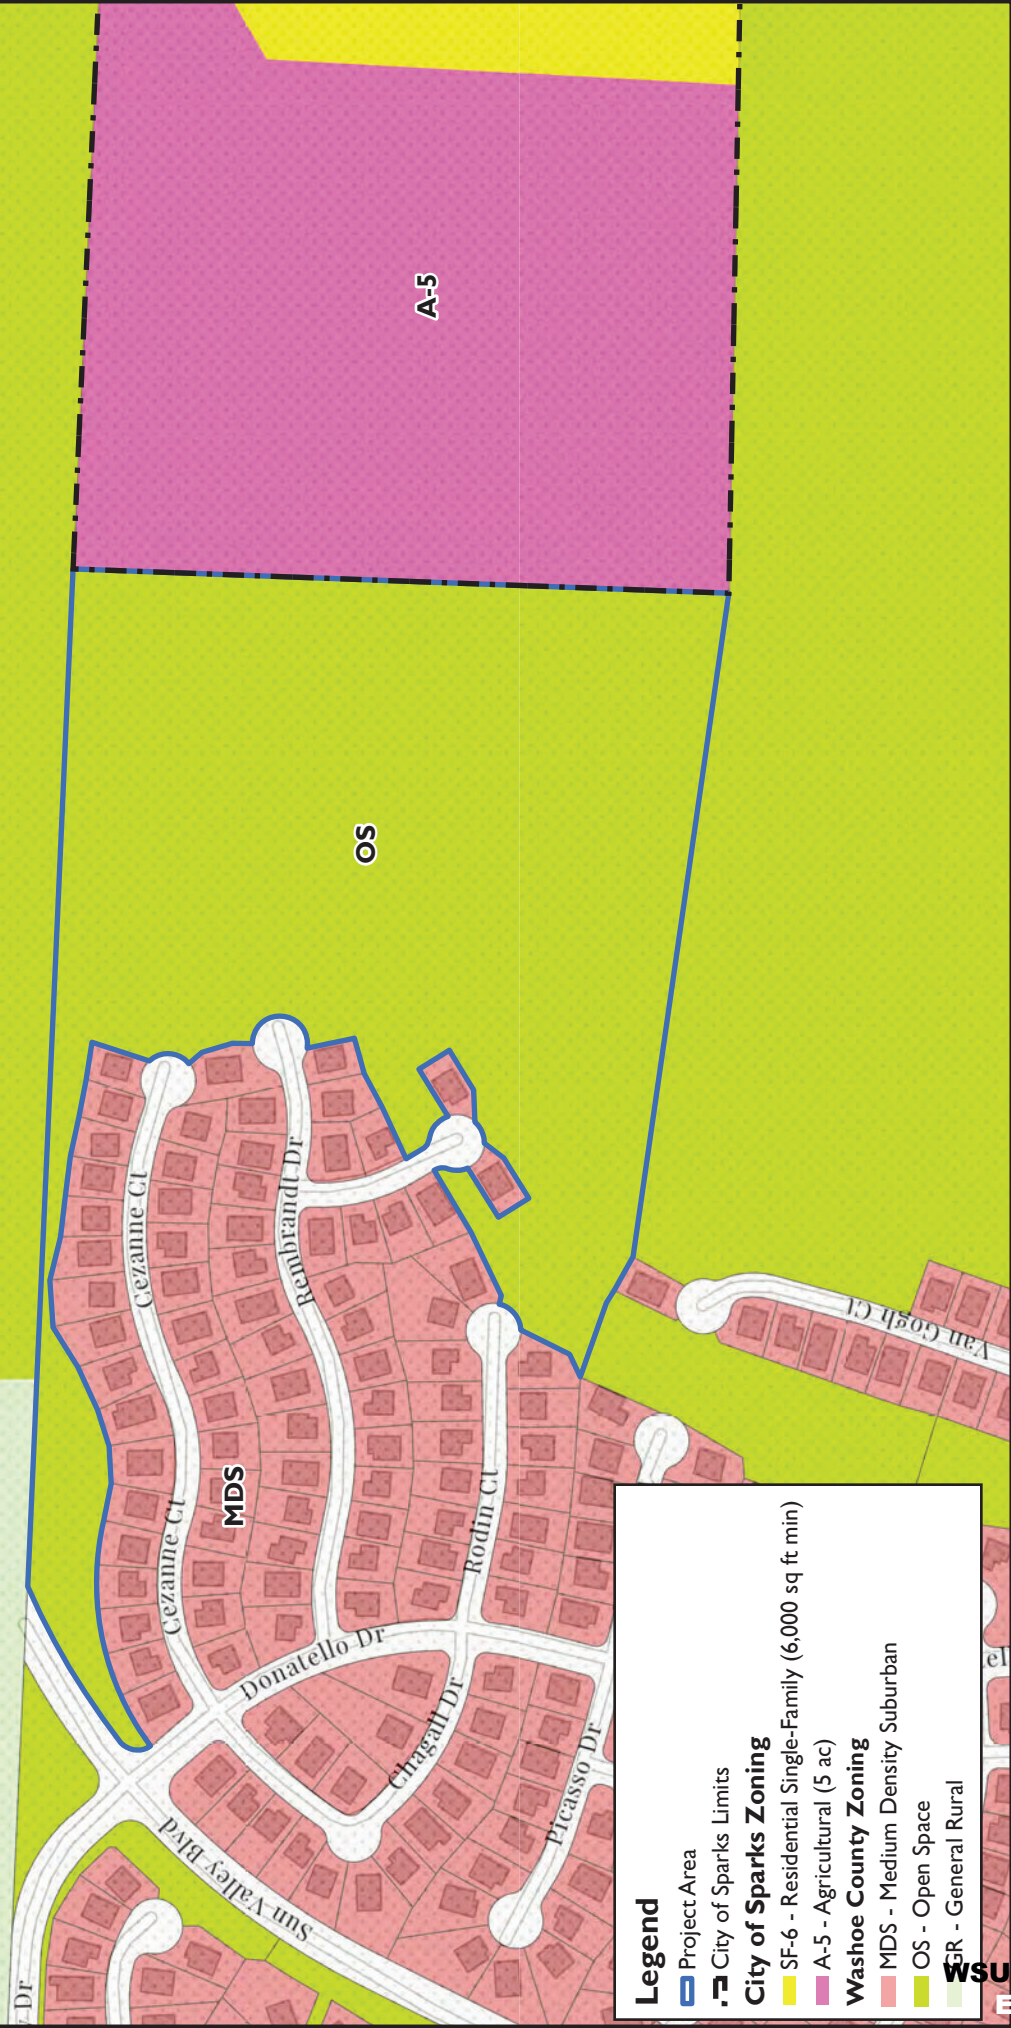 A-5
OS
MDS
Cezanne Ct
Cezanne Ct
Rembrandt Dr
Rodin Ct
Donatello Dr
Chagall Dr
Picasso Dr
Sun Valley Blvd
Van Gogh Ct
Dr
el
Legend
Project Area
City of Sparks Limits
City of Sparks Zoning
SF-6 - Residential Single-Family (6,000 sq ft min)
A-5 - Agricultural (5 ac)
Washoe County Zoning
MDS - Medium Density Suburban
OS - Open Space
GR - General Rural
WSU
E